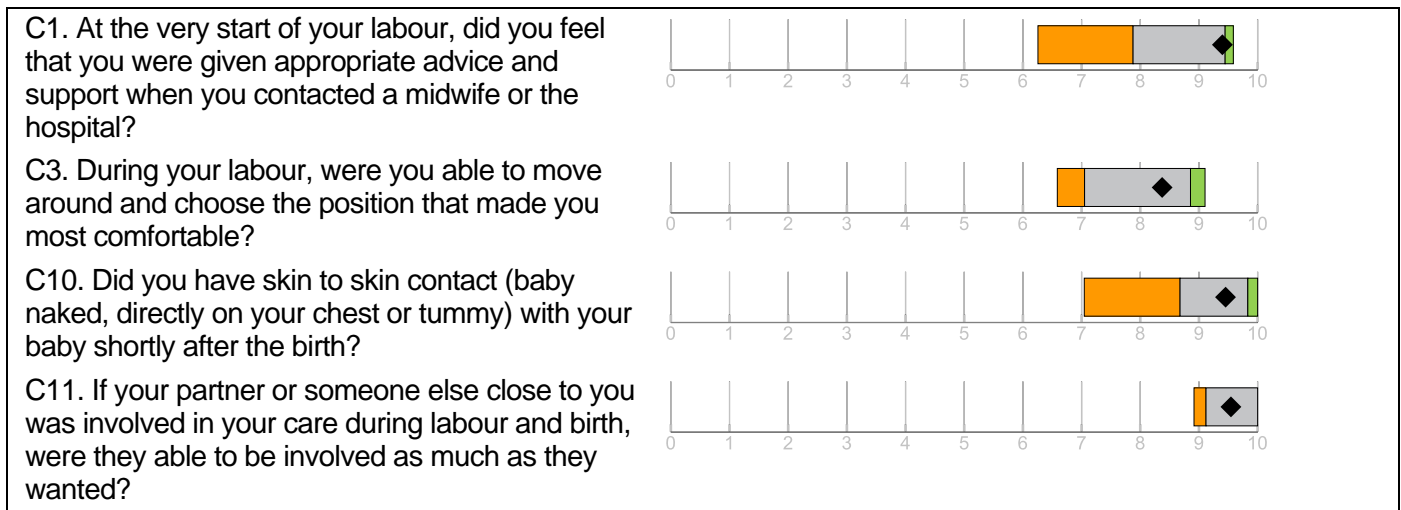 C1. At the very start of your labour, did you feel
that you were given appropriate advice and
support when you contacted a midwife or the
hospital?
0 1 2 3 4 5 6 7 8 9 10
C3. During your labour, were you able to move
around and choose the position that made you
most comfortable?
0 1 2 3 4 5 6 7 8 9 10
C10. Did you have skin to skin contact (baby
naked, directly on your chest or tummy) with your
baby shortly after the birth?
0 1 2 3 4 5 6 7 8 9 10
C11. If your partner or someone else close to you
was involved in your care during labour and birth,
were they able to be involved as much as they
wanted?
0 1 2 3 4 5 6 7 8 9 10